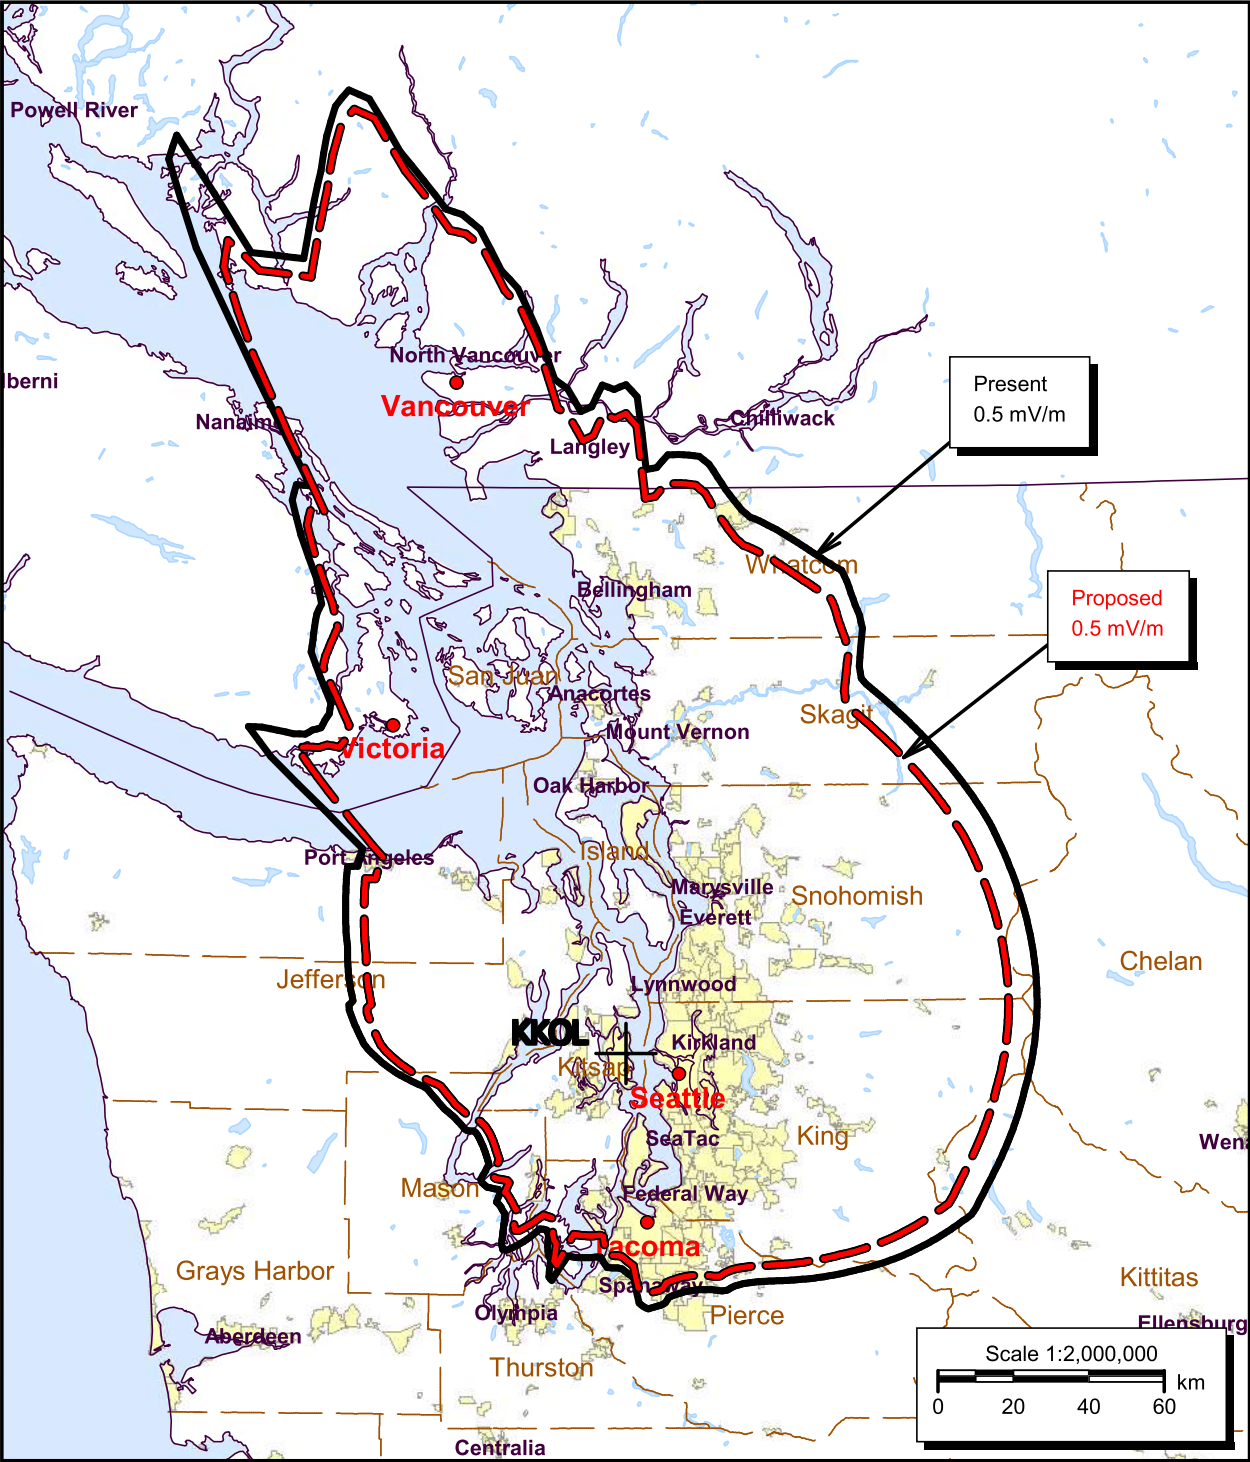 Powell River
North Vancouver
lberni
Vancouver
Nanaimo
Chilliwack
Langley
Present
0.5 mV/m
Whatcom
Bellingham
Proposed
0.5 mV/m
San Juan
Anacortes
Skagit
Mount Vernon
Victoria
Oak Harbor
Island
Port Angeles
Marysville
Snohomish
Everett
Chelan
Jefferson
Lynnwood
KKOL
Kirkland
Kitsap
Seattle
SeaTac
King
Wena
Mason
Federal Way
Tacoma
Grays Harbor
Spanaway
Kittitas
Olympia
Pierce
Ellensburg
Aberdeen
Thurston
Scale 1:2,000,000
km
0 20 40 60
Centralia